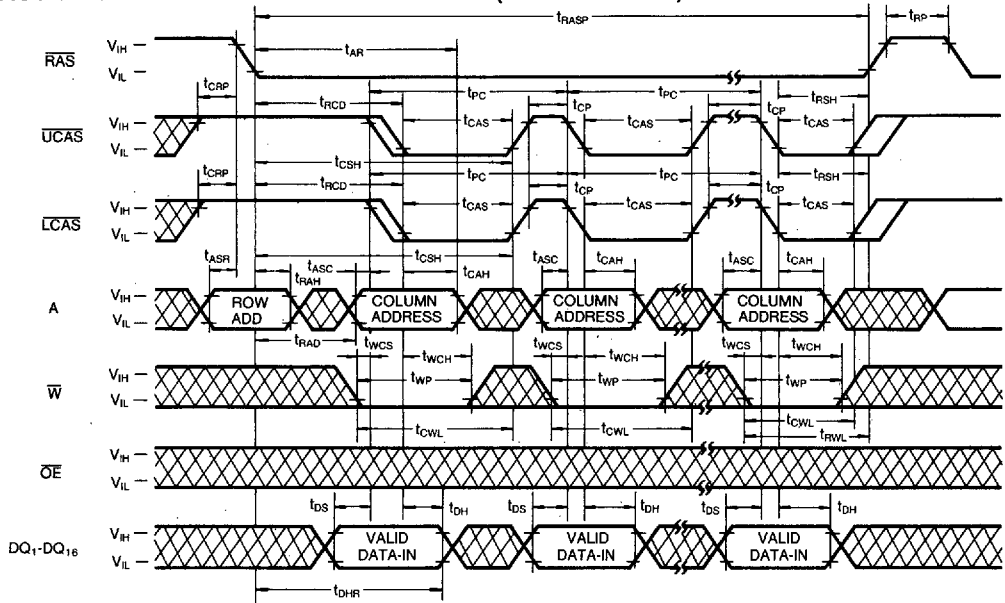 tRASP
tRP
tAR
RAS
VIH
VIL
tCRP
tRCD
tPC
tPC
tRSH
tCP
tCP
UCAS
VIH
VIL
tCAS
tCAS
tCAS
tCSH
tCRP
tRCD
tPC
tPC
tRSH
tCP
tCP
LCAS
VIH
VIL
tCAS
tCAS
tCAS
tCSH
tASR
tRAH
tASC
tCAH
tASC
tCAH
tASC
tCAH
A
VIH
VIL
ROW ADD
COLUMN ADDRESS
COLUMN ADDRESS
COLUMN ADDRESS
tRAD
tWCS
tWCH
tWCS
tWCH
tWCS
tWCH
W
VIH
VIL
tWP
tWP
tWP
tCWL
tCWL
tCWL
tRWL
OE
VIH
VIL
tDS
tDH
tDS
tDH
tDS
tDH
DQ1-DQ16
VIH
VIL
VALID DATA-IN
VALID DATA-IN
VALID DATA-IN
tDHR